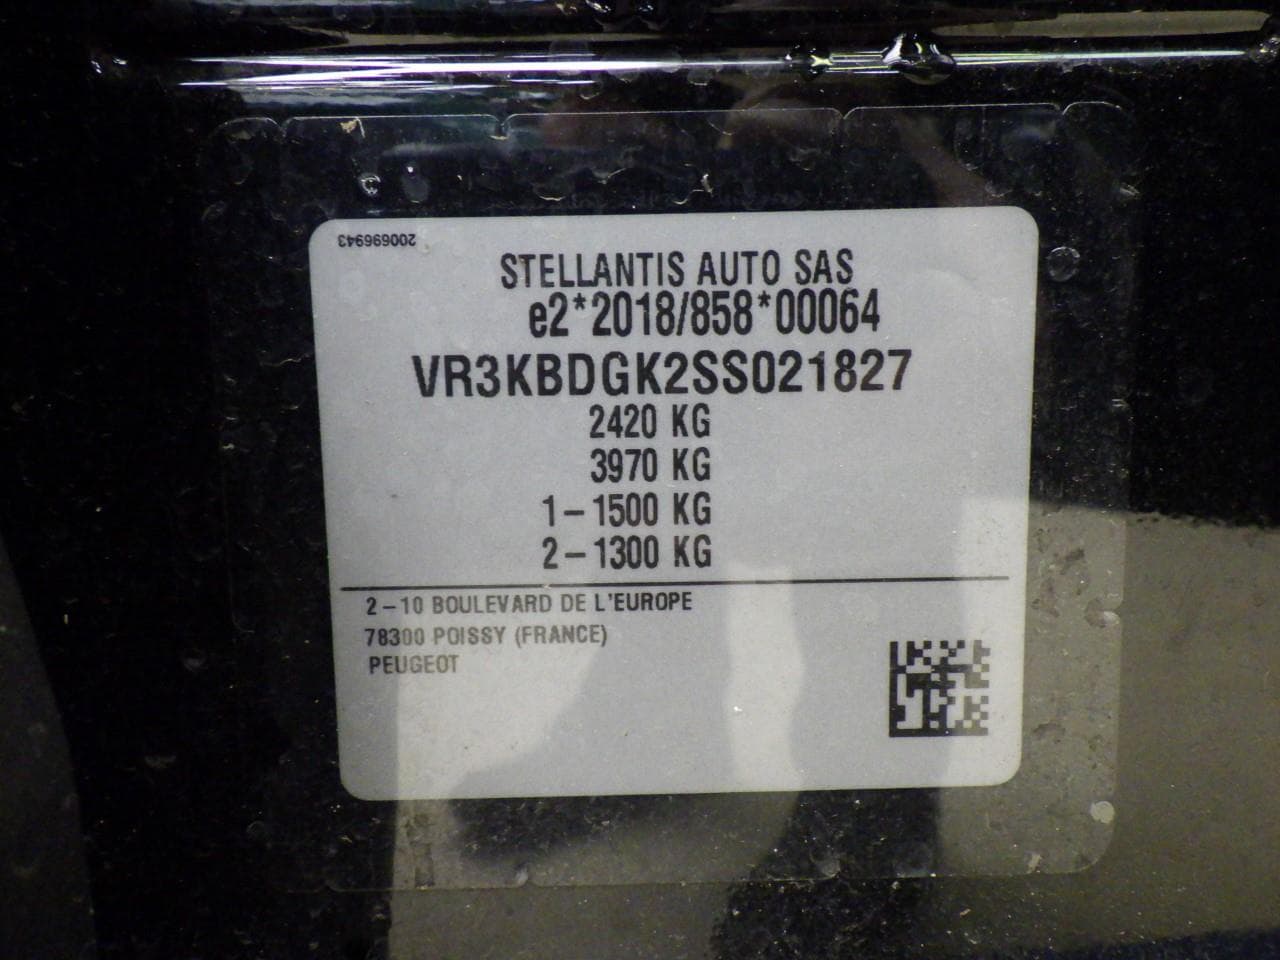 200696943
STELLANTIS AUTO SAS
e2*2018/858*00064
VR3KBDGK2SS021827
2420 KG
3970 KG
1-1500 KG
2-1300 KG
2-10 BOULEVARD DE L'EUROPE
78300 POISSY (FRANCE)
PEUGEOT